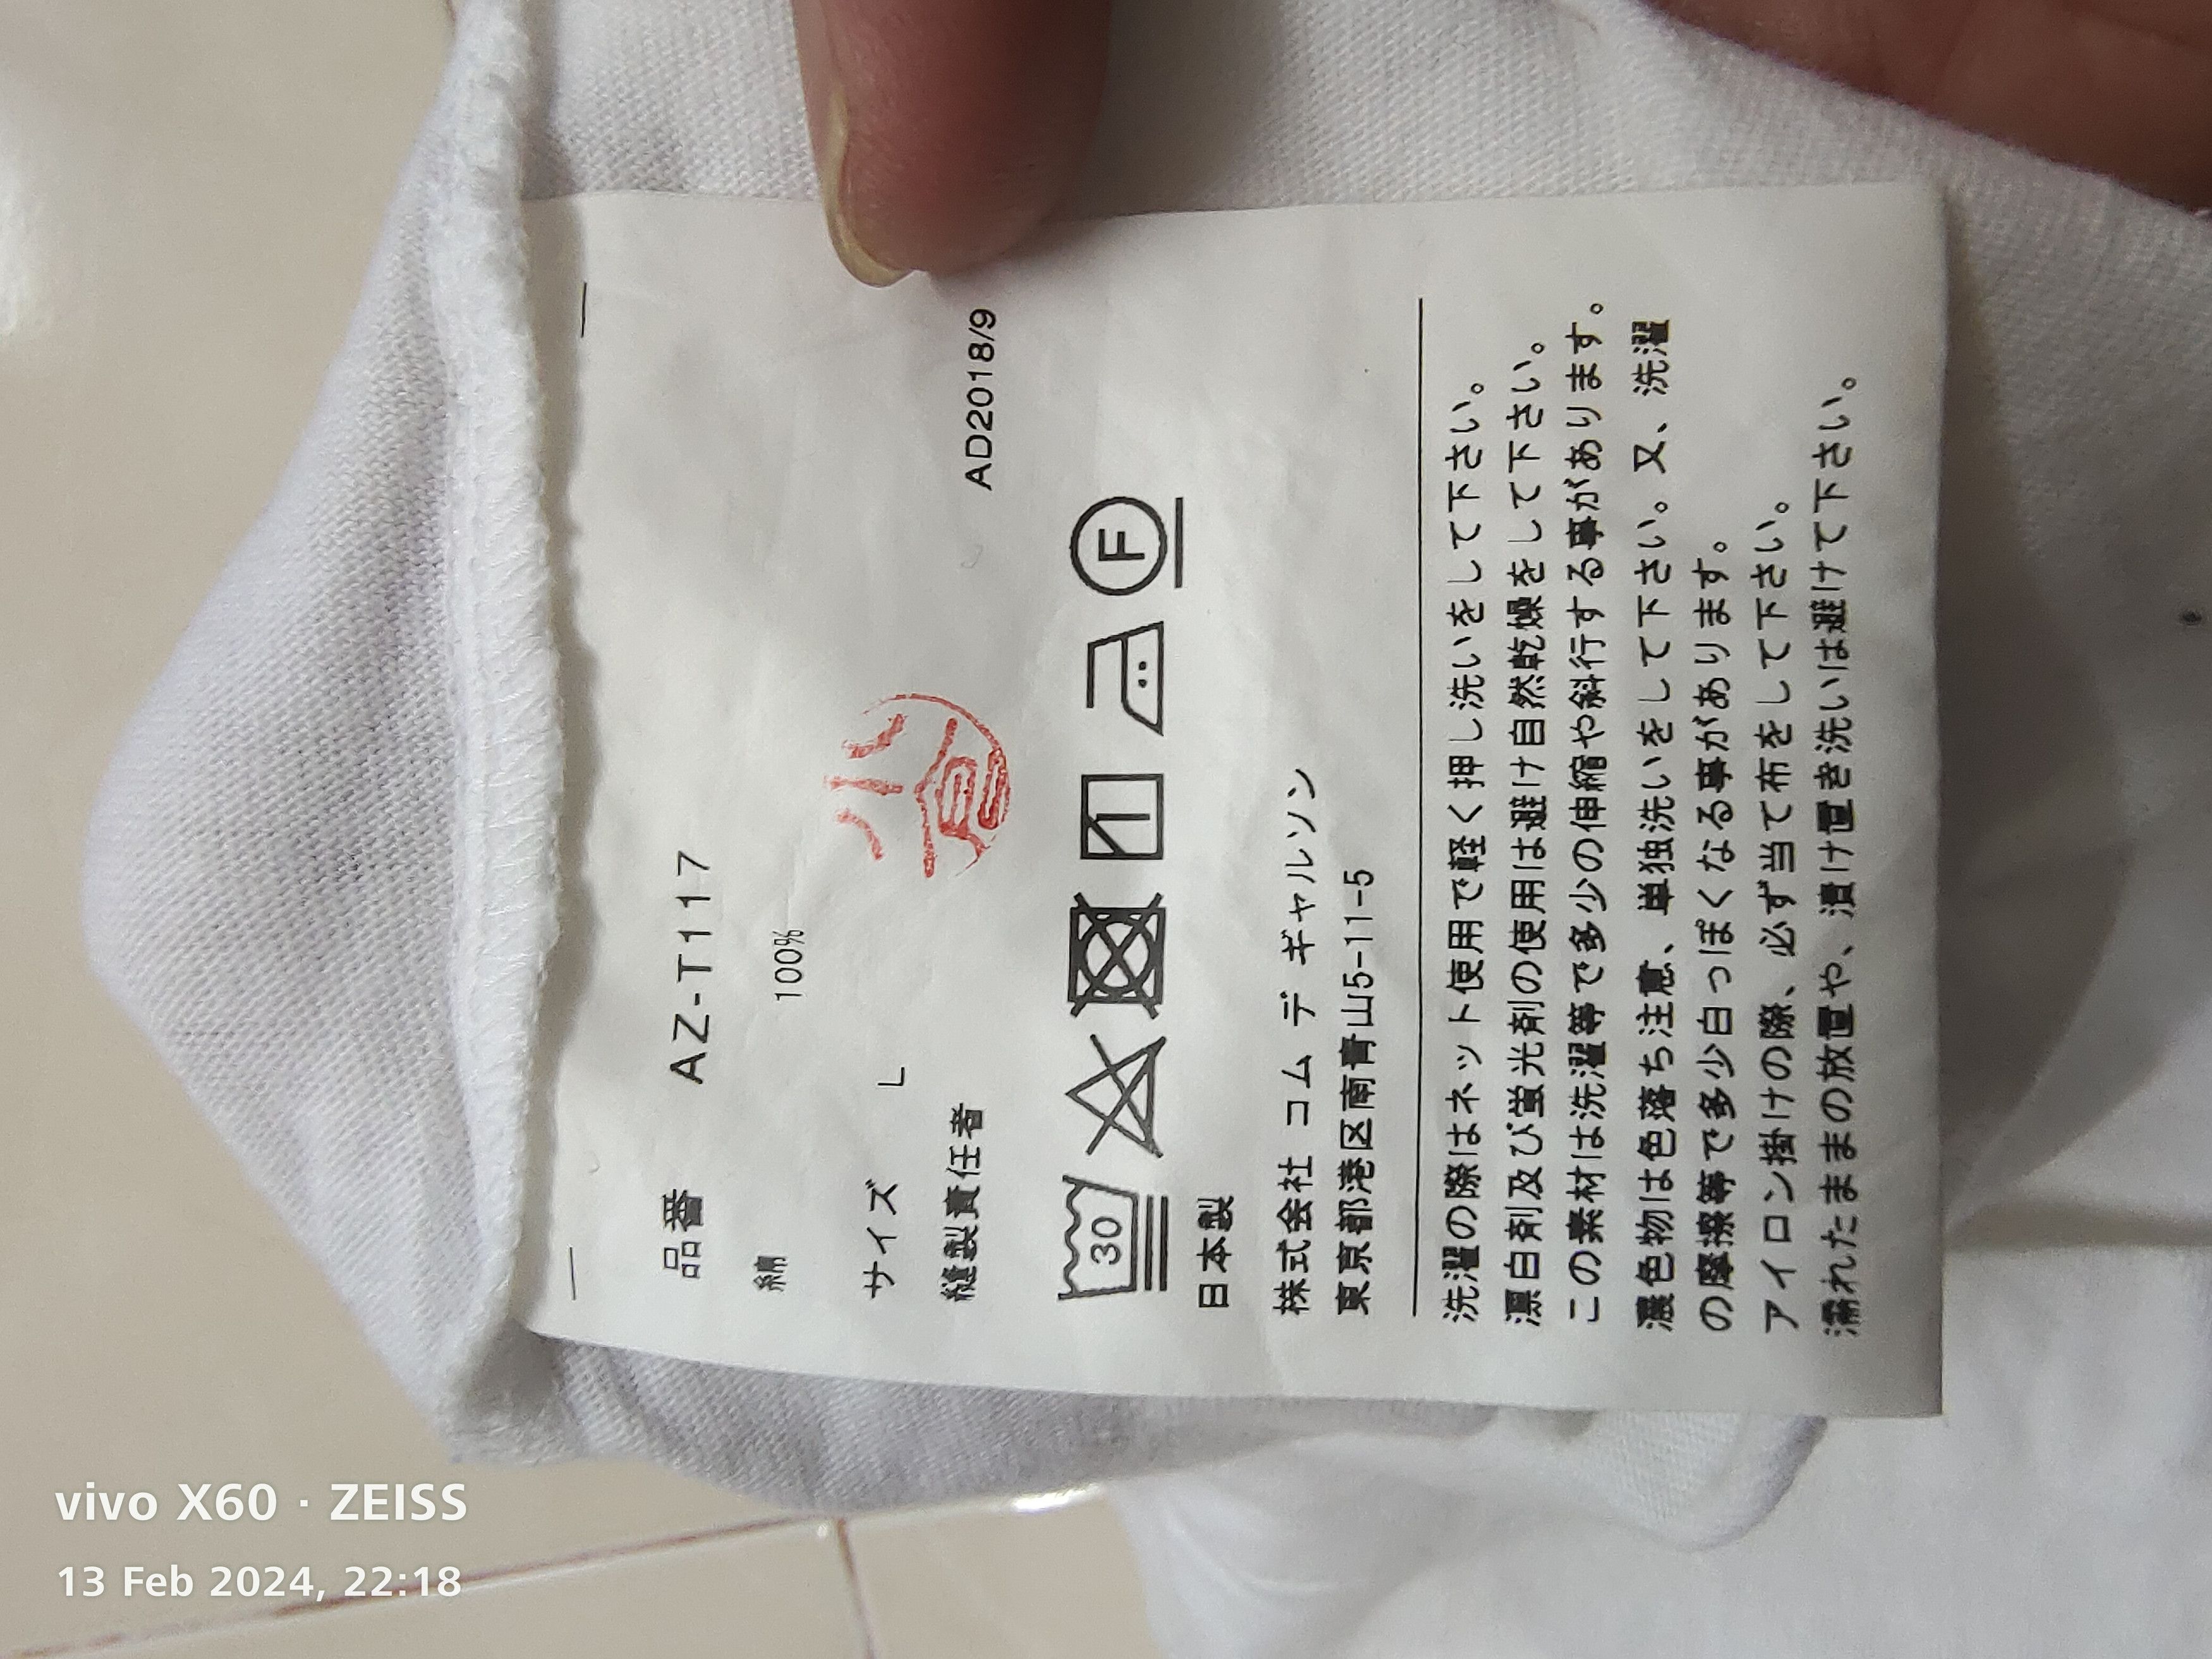 品番 AZ-T117
綿 100%
サイズ L
縫製責任者
AD2018/9
30
F
日本製
株式会社 コム デ ギャルソン
東京都港区南青山5-11-5
洗濯の際はネット使用で軽く押し洗いをして下さい。
漂白剤及び蛍光剤の使用は避け自然乾燥をして下さい。
この素材は洗濯等で多少の伸縮や斜行する事があります。
濃色物は色落ち注意、単独洗いをして下さい。又、洗濯
の摩擦等で多少白っぽくなる事があります。
アイロン掛けの際、必ず当て布をして下さい。
濡れたままの放置や、漬け置き洗いは避けて下さい。
vivo X60 · ZEISS
13 Feb 2024, 22:18